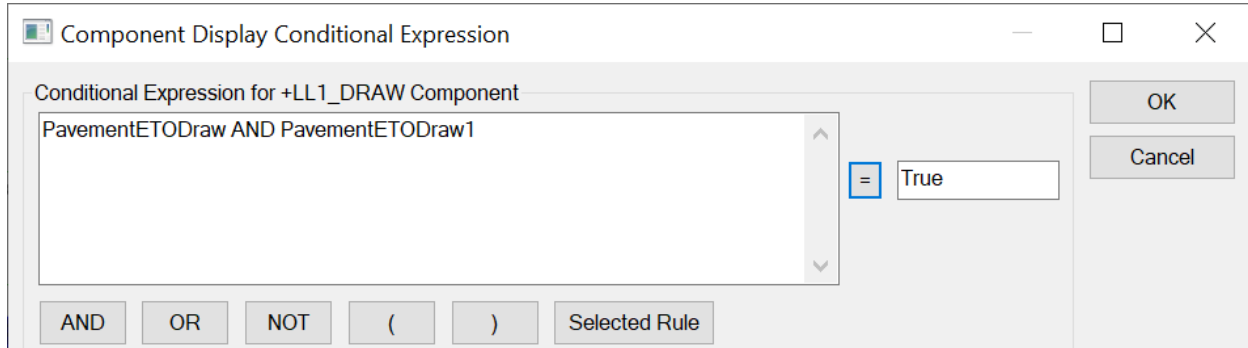 Component Display Conditional Expression
Conditional Expression for +LL1_DRAW Component
OK
PavementETODraw AND PavementETODraw1
Cancel
=
True
AND
OR
NOT
(
)
Selected Rule